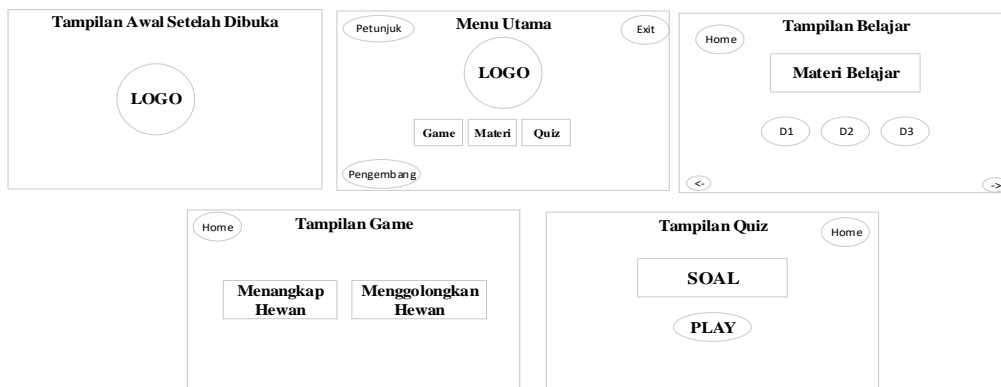 Tampilan Awal Setelah Dibuka
LOGO
Petunjuk
Menu Utama
Exit
LOGO
Game
Materi
Quiz
Pengembang
Home
Tampilan Belajar
Materi Belajar
D1
D2
D3
<-
->
Home
Tampilan Game
Menangkap
Hewan
Menggolongkan
Hewan
Tampilan Quiz
Home
SOAL
PLAY